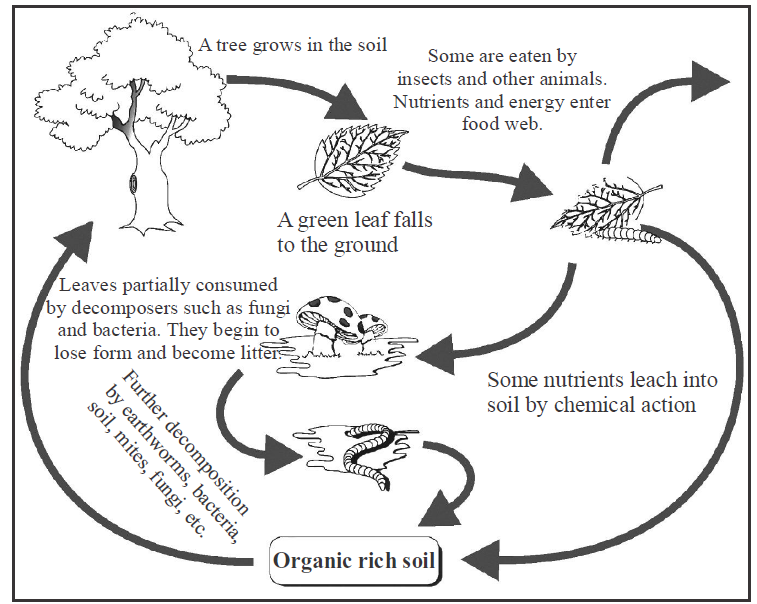 A tree grows in the soil
Some are eaten by
insects and other animals.
Nutrients and energy enter
food web.
A green leaf falls
to the ground
Leaves partially consumed
by decomposers such as fungi
and bacteria. They begin to
lose form and become litter.
Some nutrients leach into
soil by chemical action
Further decomposition
by earthworms, bacteria,
soil, mites, fungi, etc.
Organic rich soil